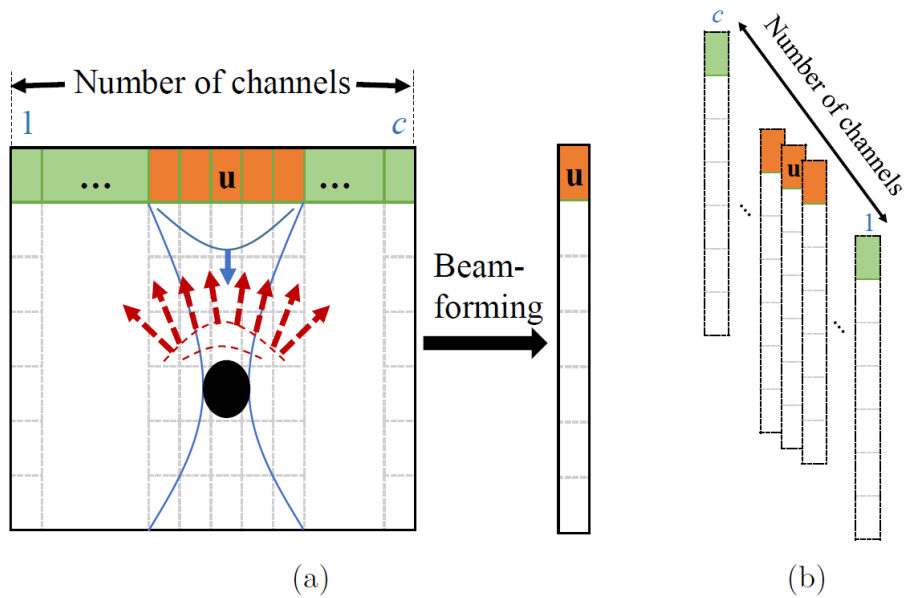 Number of channels
1
c
...
u
...
u
Beam-
forming
(a)
c
Number of channels
u
...
1
...
(b)